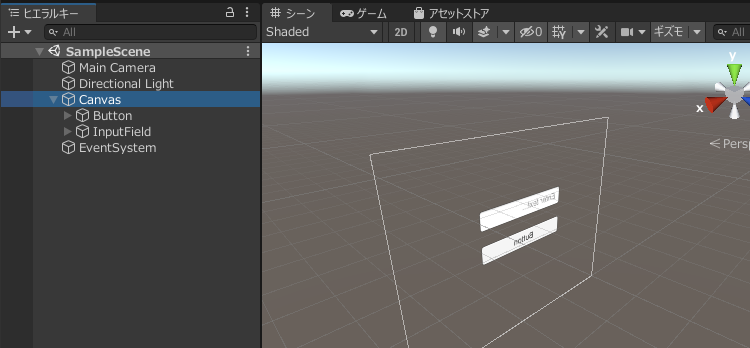 ヒエラルキー
All
SampleScene
Main Camera
Directional Light
Canvas
Button
InputField
EventSystem
シーン
ゲーム
アセットストア
Shaded
2D
0
ギズモ
All
y
x
Persp
Enter text
Button